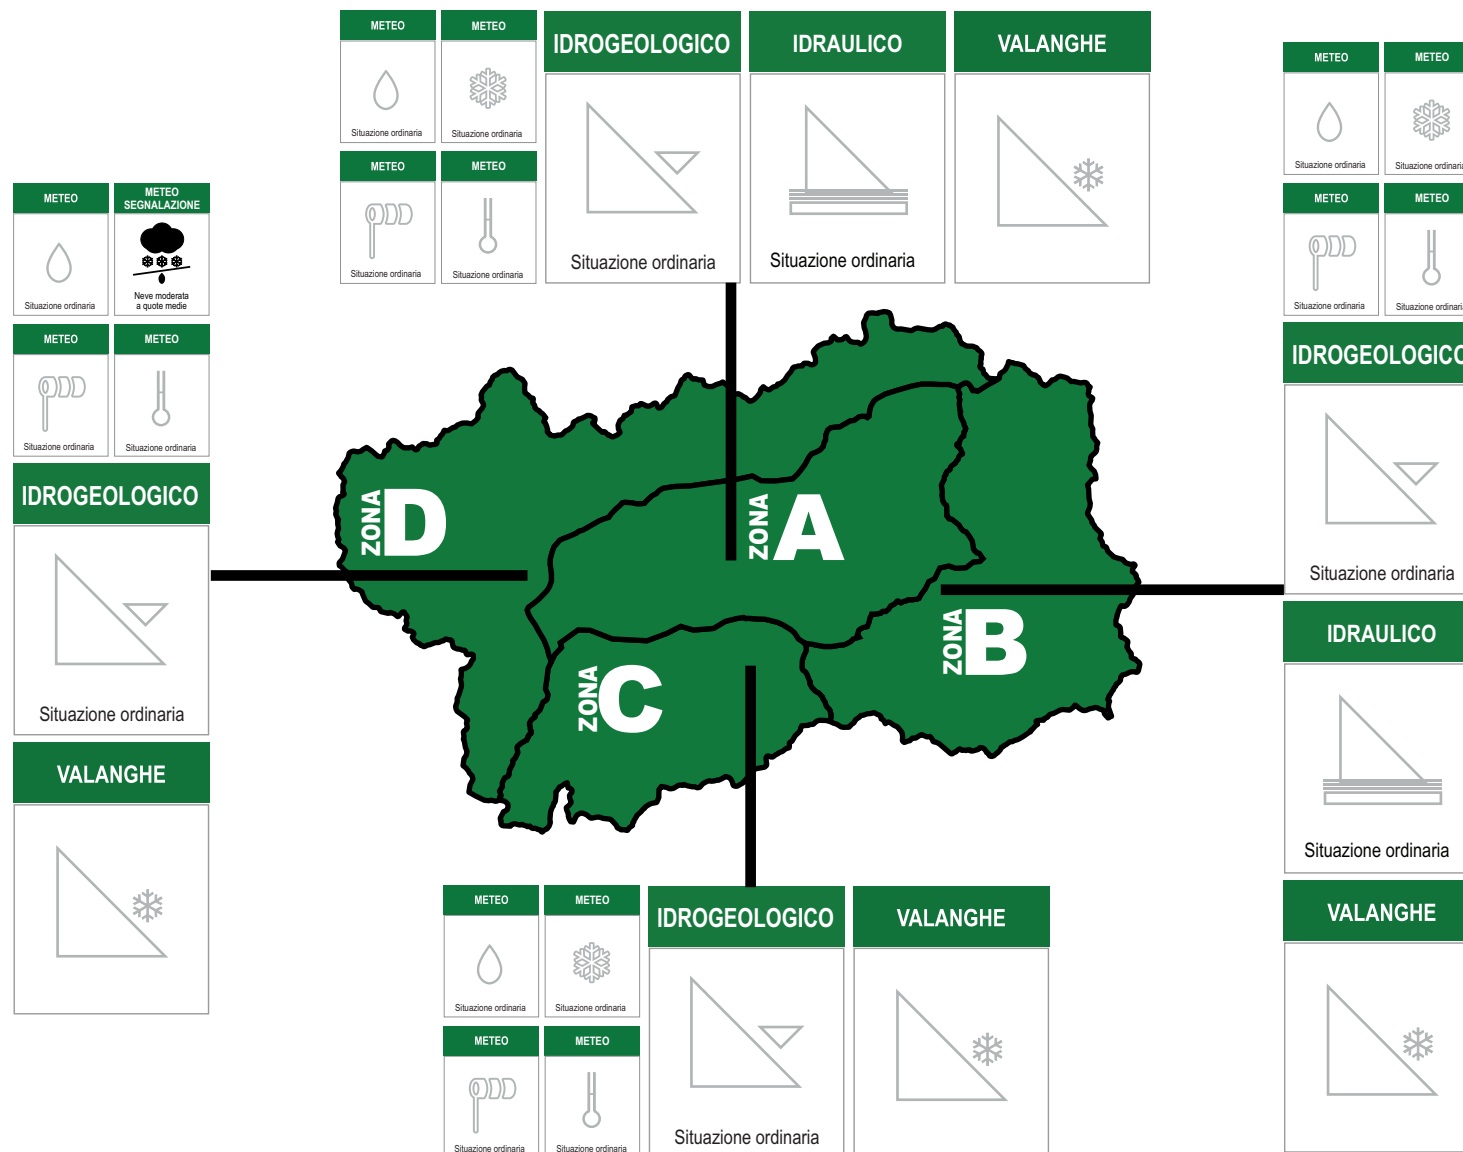 METEO
METEO
Situazione ordinaria
Situazione ordinaria
METEO
METEO
Situazione ordinaria
Situazione ordinaria
IDROGEOLOGICO
Situazione ordinaria
IDRAULICO
Situazione ordinaria
VALANGHE
METEO
METEO
Situazione ordinaria
Situazione ordinaria
METEO
METEO
Situazione ordinaria
Situazione ordinaria
IDROGEOLOGICO
Situazione ordinaria
IDRAULICO
Situazione ordinaria
VALANGHE
METEO
METEO
SEGNALAZIONE
Situazione ordinaria
Neve moderata
a quote medie
METEO
METEO
Situazione ordinaria
Situazione ordinaria
IDROGEOLOGICO
Situazione ordinaria
VALANGHE
ZONA D
ZONA A
ZONA B
ZONA C
METEO
METEO
Situazione ordinaria
Situazione ordinaria
METEO
METEO
Situazione ordinaria
Situazione ordinaria
IDROGEOLOGICO
Situazione ordinaria
VALANGHE